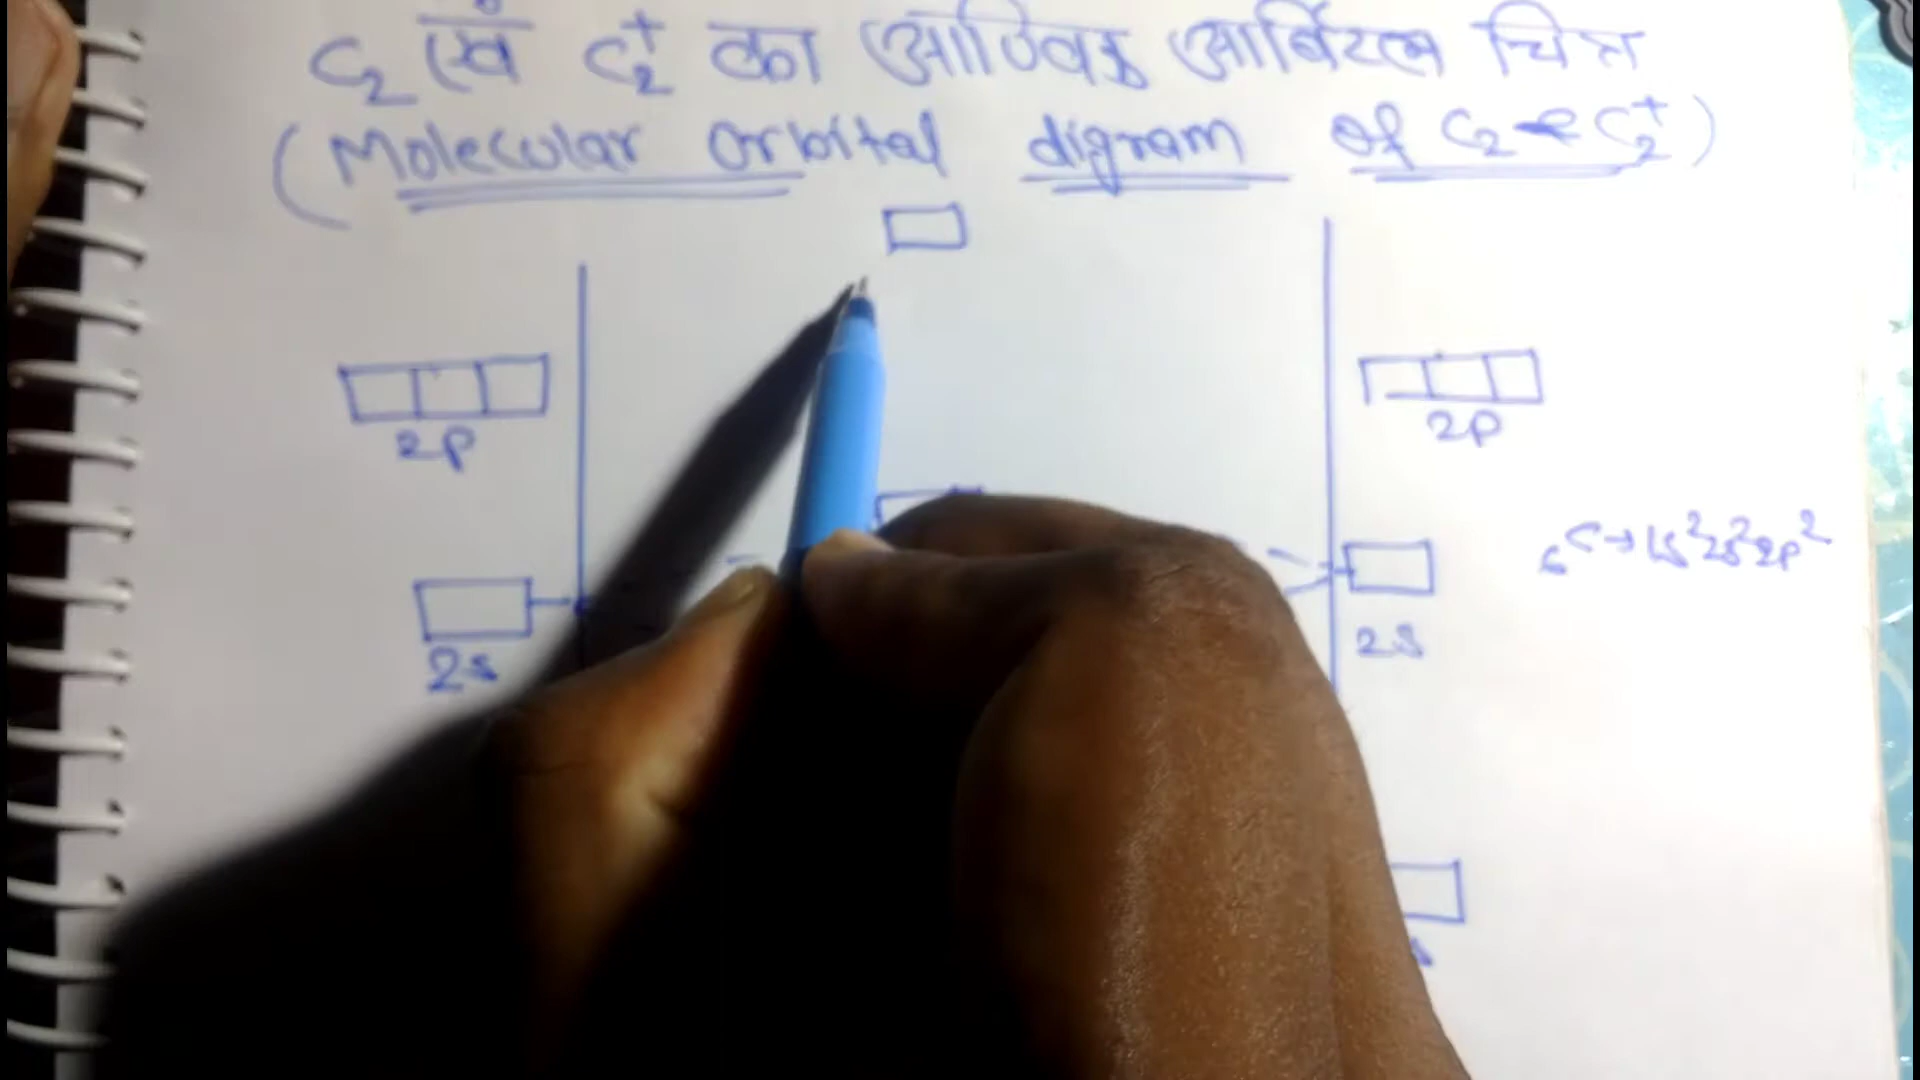 C₂ एवं C₂⁺ का आण्विक आर्बिटल चित्र
(Molecular orbital digram of C₂ & C₂⁺)
2p
2p
₆C → 1s²2s²2p²
2s
2s
s